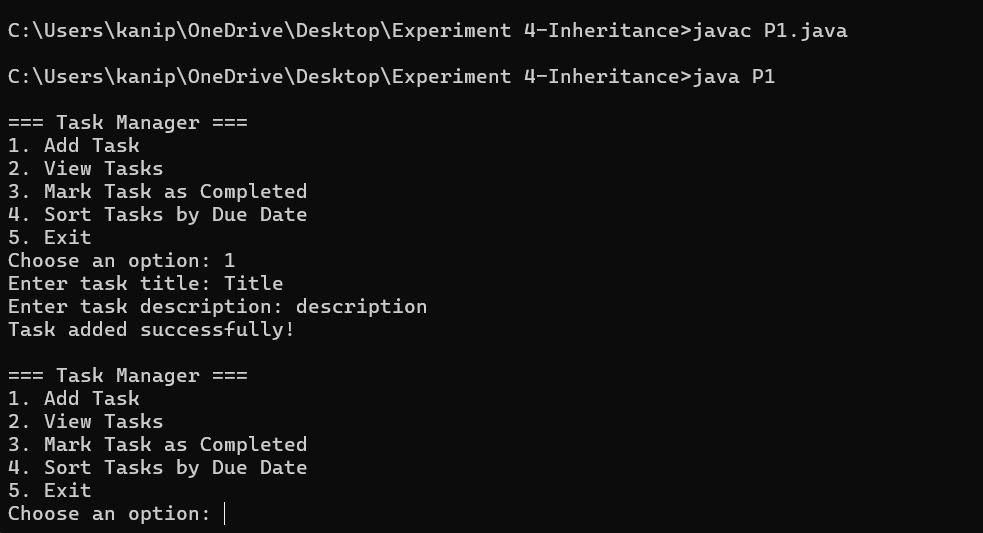 C:\Users\kanip\OneDrive\Desktop\Experiment 4-Inheritance>javac P1.java
C:\Users\kanip\OneDrive\Desktop\Experiment 4-Inheritance>java P1
=== Task Manager ===
1. Add Task
2. View Tasks
3. Mark Task as Completed
4. Sort Tasks by Due Date
5. Exit
Choose an option: 1
Enter task title: Title
Enter task description: description
Task added successfully!
=== Task Manager ===
1. Add Task
2. View Tasks
3. Mark Task as Completed
4. Sort Tasks by Due Date
5. Exit
Choose an option: